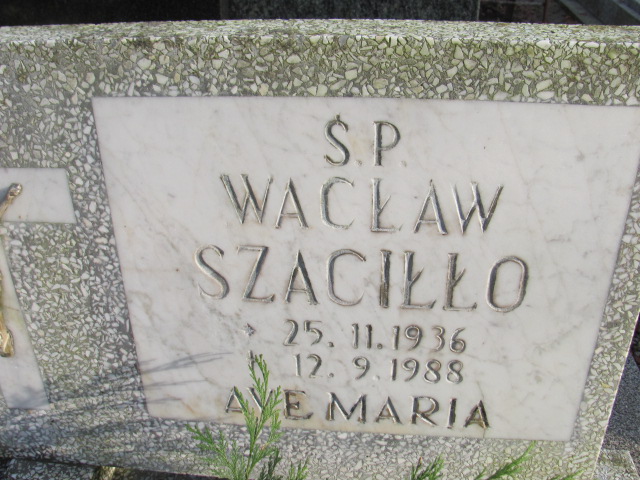 Ś.P.
WACŁAW
SZACIŁŁO
* 25.11.1936
† 12.9.1988
AVE MARIA